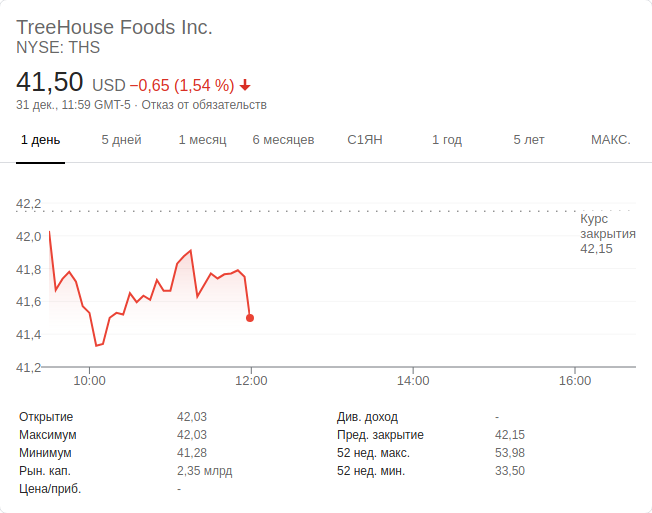 TreeHouse Foods Inc.
NYSE: THS
41,50 USD −0,65 (1,54 %)
31 дек., 11:59 GMT-5 · Отказ от обязательств
1 день 5 дней 1 месяц 6 месяцев С1ЯН 1 год 5 лет МАКС.
42,2
Курс
закрытия
42,15
42,0
41,8
41,6
41,4
41,2
10:00 12:00 14:00 16:00
Открытие 42,03 Див. доход -
Максимум 42,03 Пред. закрытие 42,15
Минимум 41,28 52 нед. макс. 53,98
Рын. кап. 2,35 млрд 52 нед. мин. 33,50
Цена/приб. -